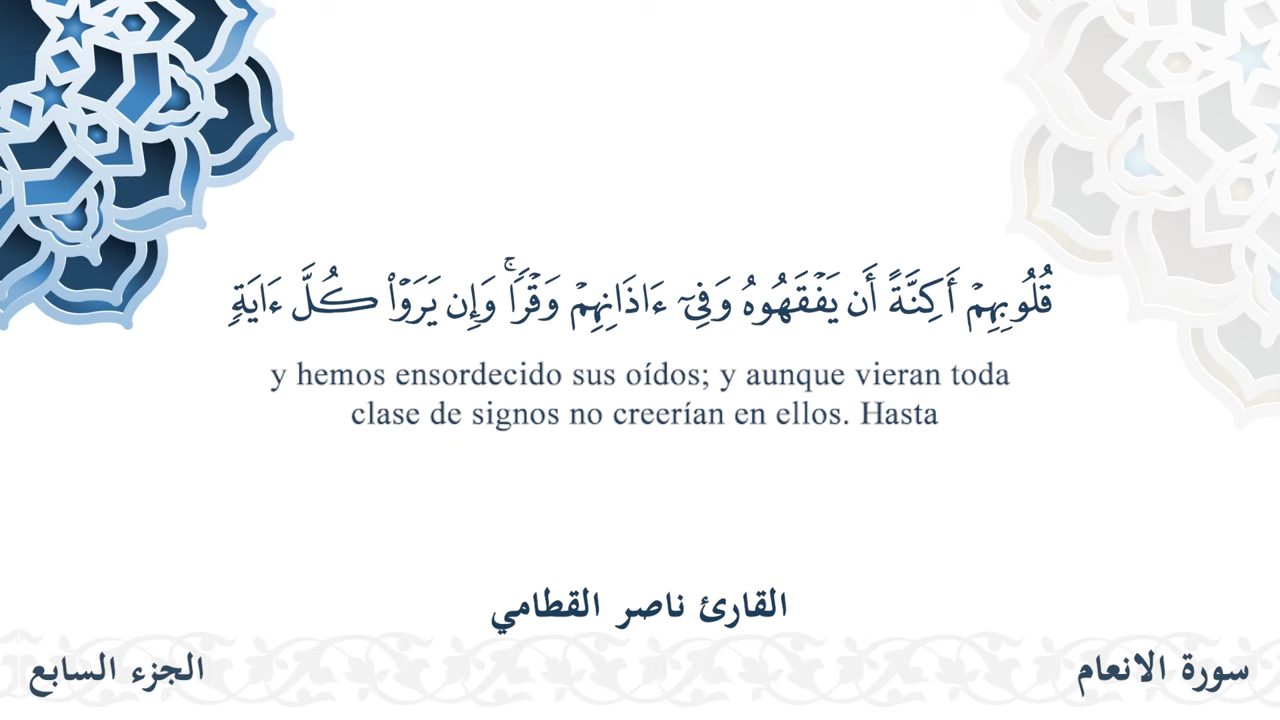 قُلُوبِهِمۡ أَكِنَّةً أَن يَفۡقَهُوهُ وَفِيٓ ءَاذَانِهِمۡ وَقۡرٗاۚ وَإِن يَرَوۡاْ كُلَّ ءَايَةٖ
y hemos ensordecido sus oídos; y aunque vieran toda
clase de signos no creerían en ellos. Hasta
القارئ ناصر القطامي
سورة الانعام
الجزء السابع